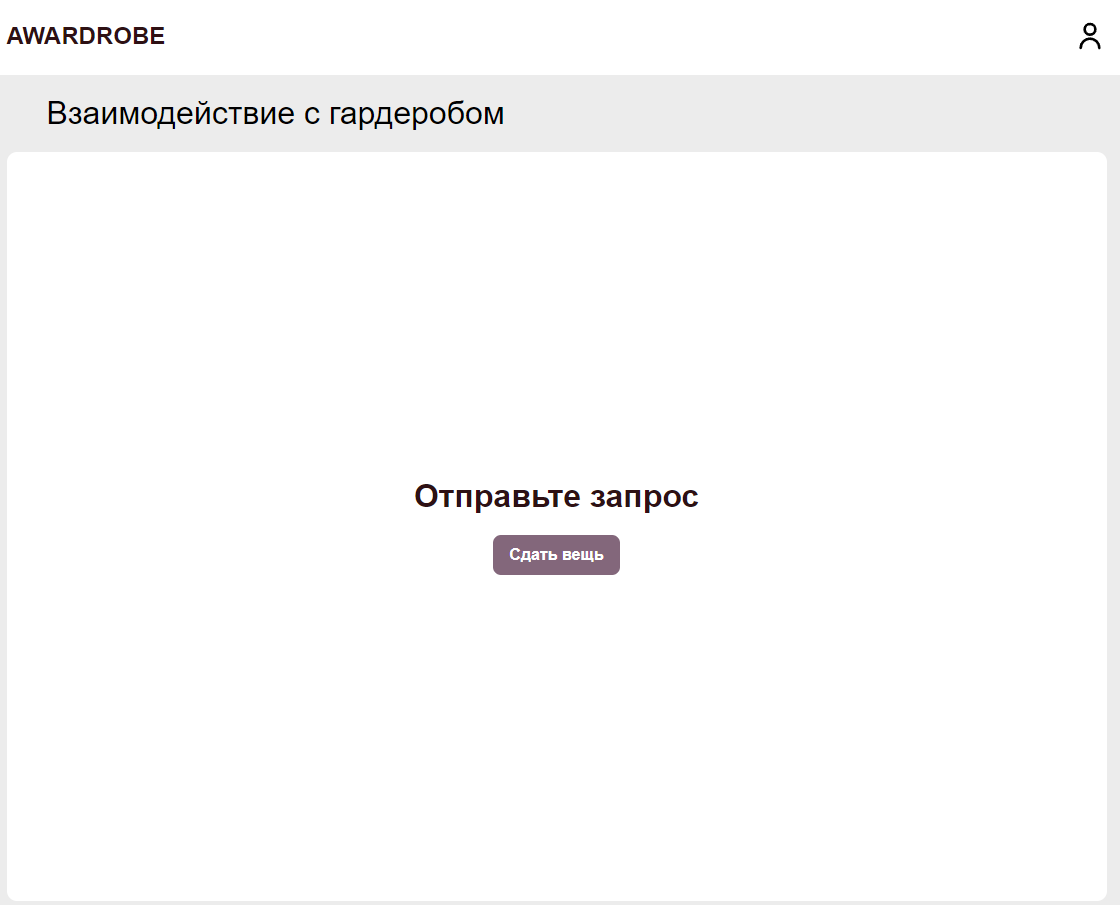 AWARDROBE
Взаимодействие с гардеробом
Отправьте запрос
Сдать вещь